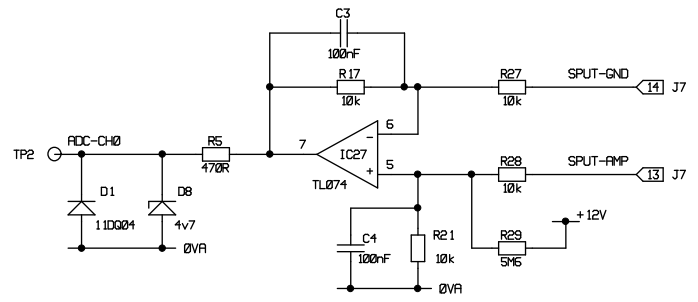 C3
100nF
R17
10k
R27
10k
SPUT-GND
14 J7
6
7
IC27
-
+
5
TL074
TP2
ADC-CH0
R5
470R
R28
10k
SPUT-AMP
13 J7
D1
11DQ04
D8
4v7
0VA
C4
100nF
R21
10k
0VA
R29
5M6
+12V